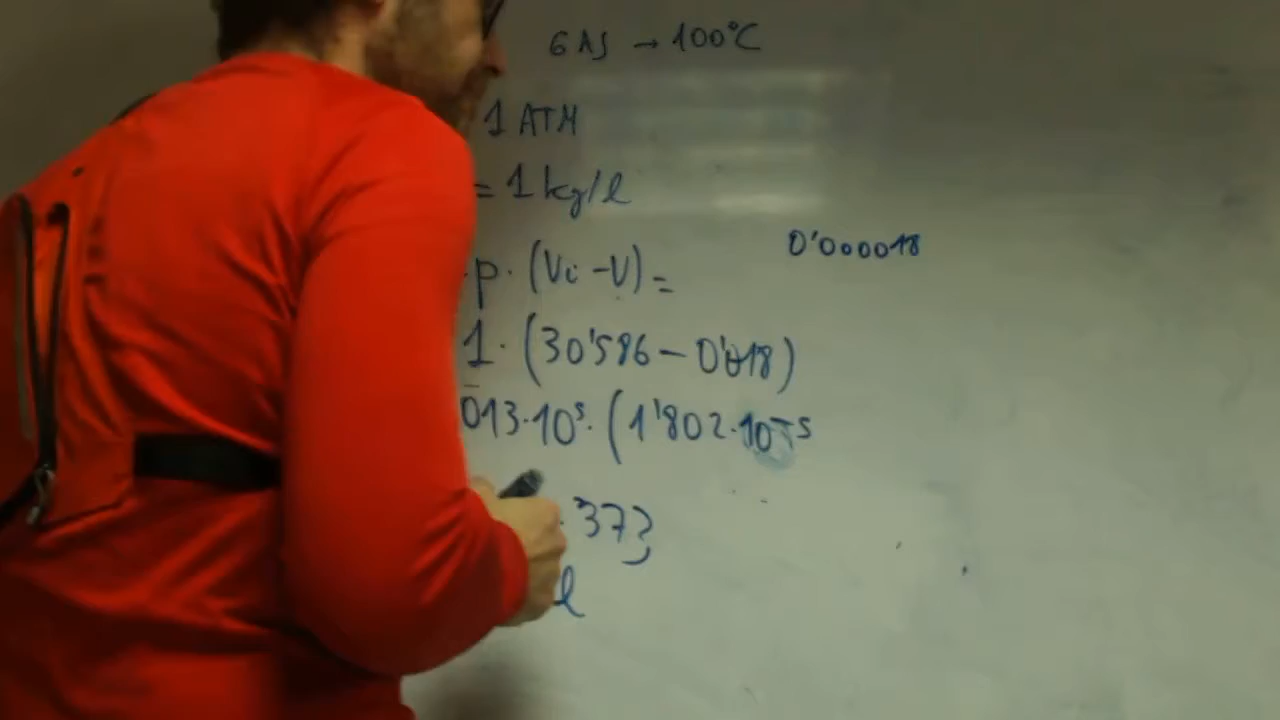 GAS → 100°C
1 ATM
= 1 kg/l
0'000018
p. (Vi - V) =
1. (30'586 - 0'018)
013.10⁵. (1'802.10⁻⁵
. 373
l